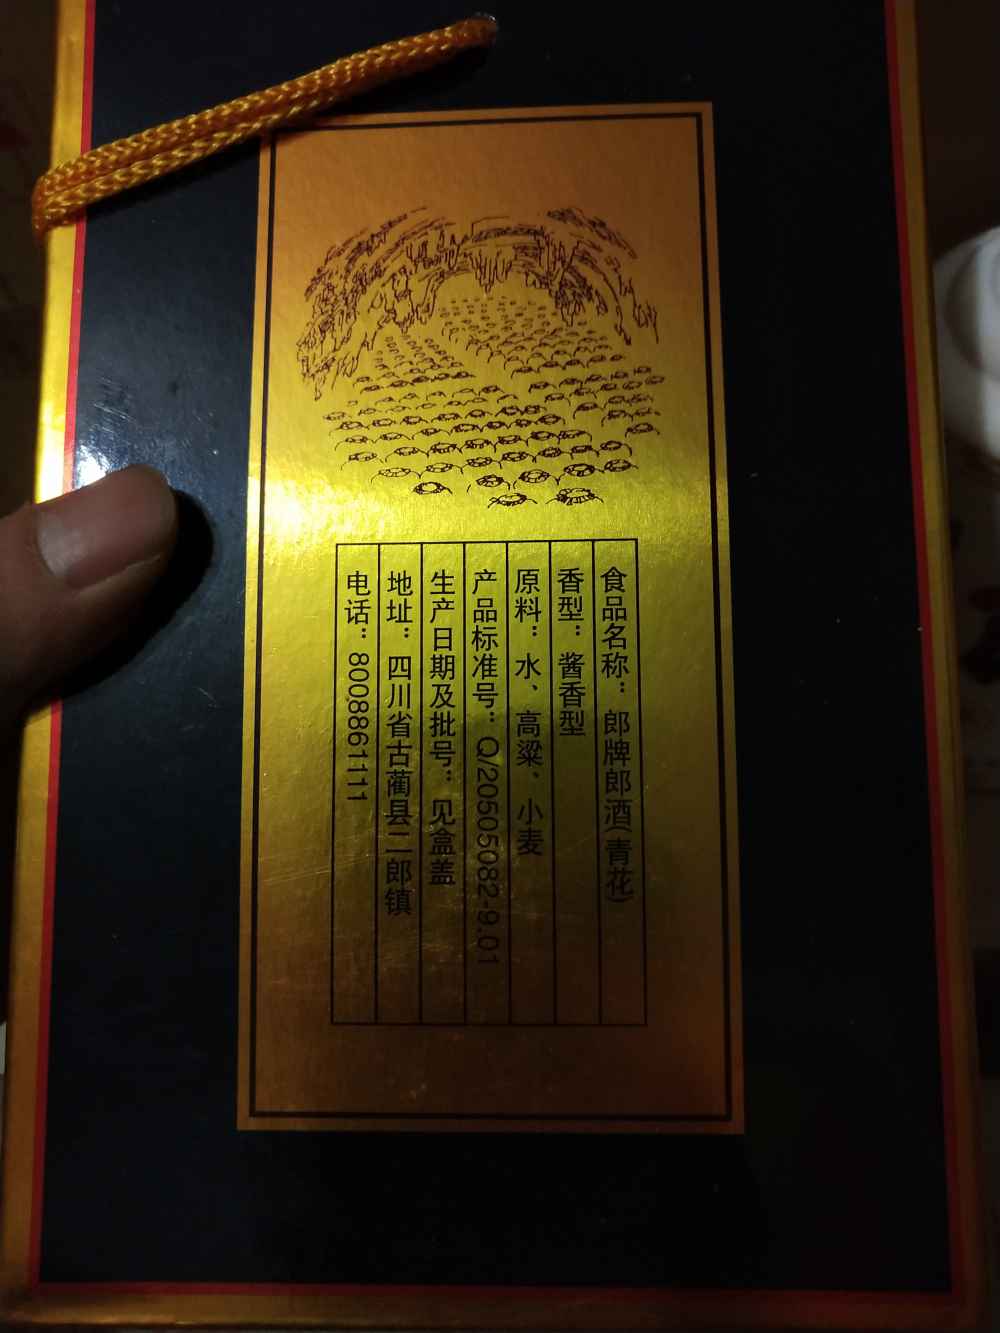 食品名称：郎牌郎酒(青花)
香型：酱香型
原料：水、高粱、小麦
产品标准号：Q/20505082-9.01
生产日期及批号：见盒盖
地址：四川省古蔺县二郎镇
电话：8008861111